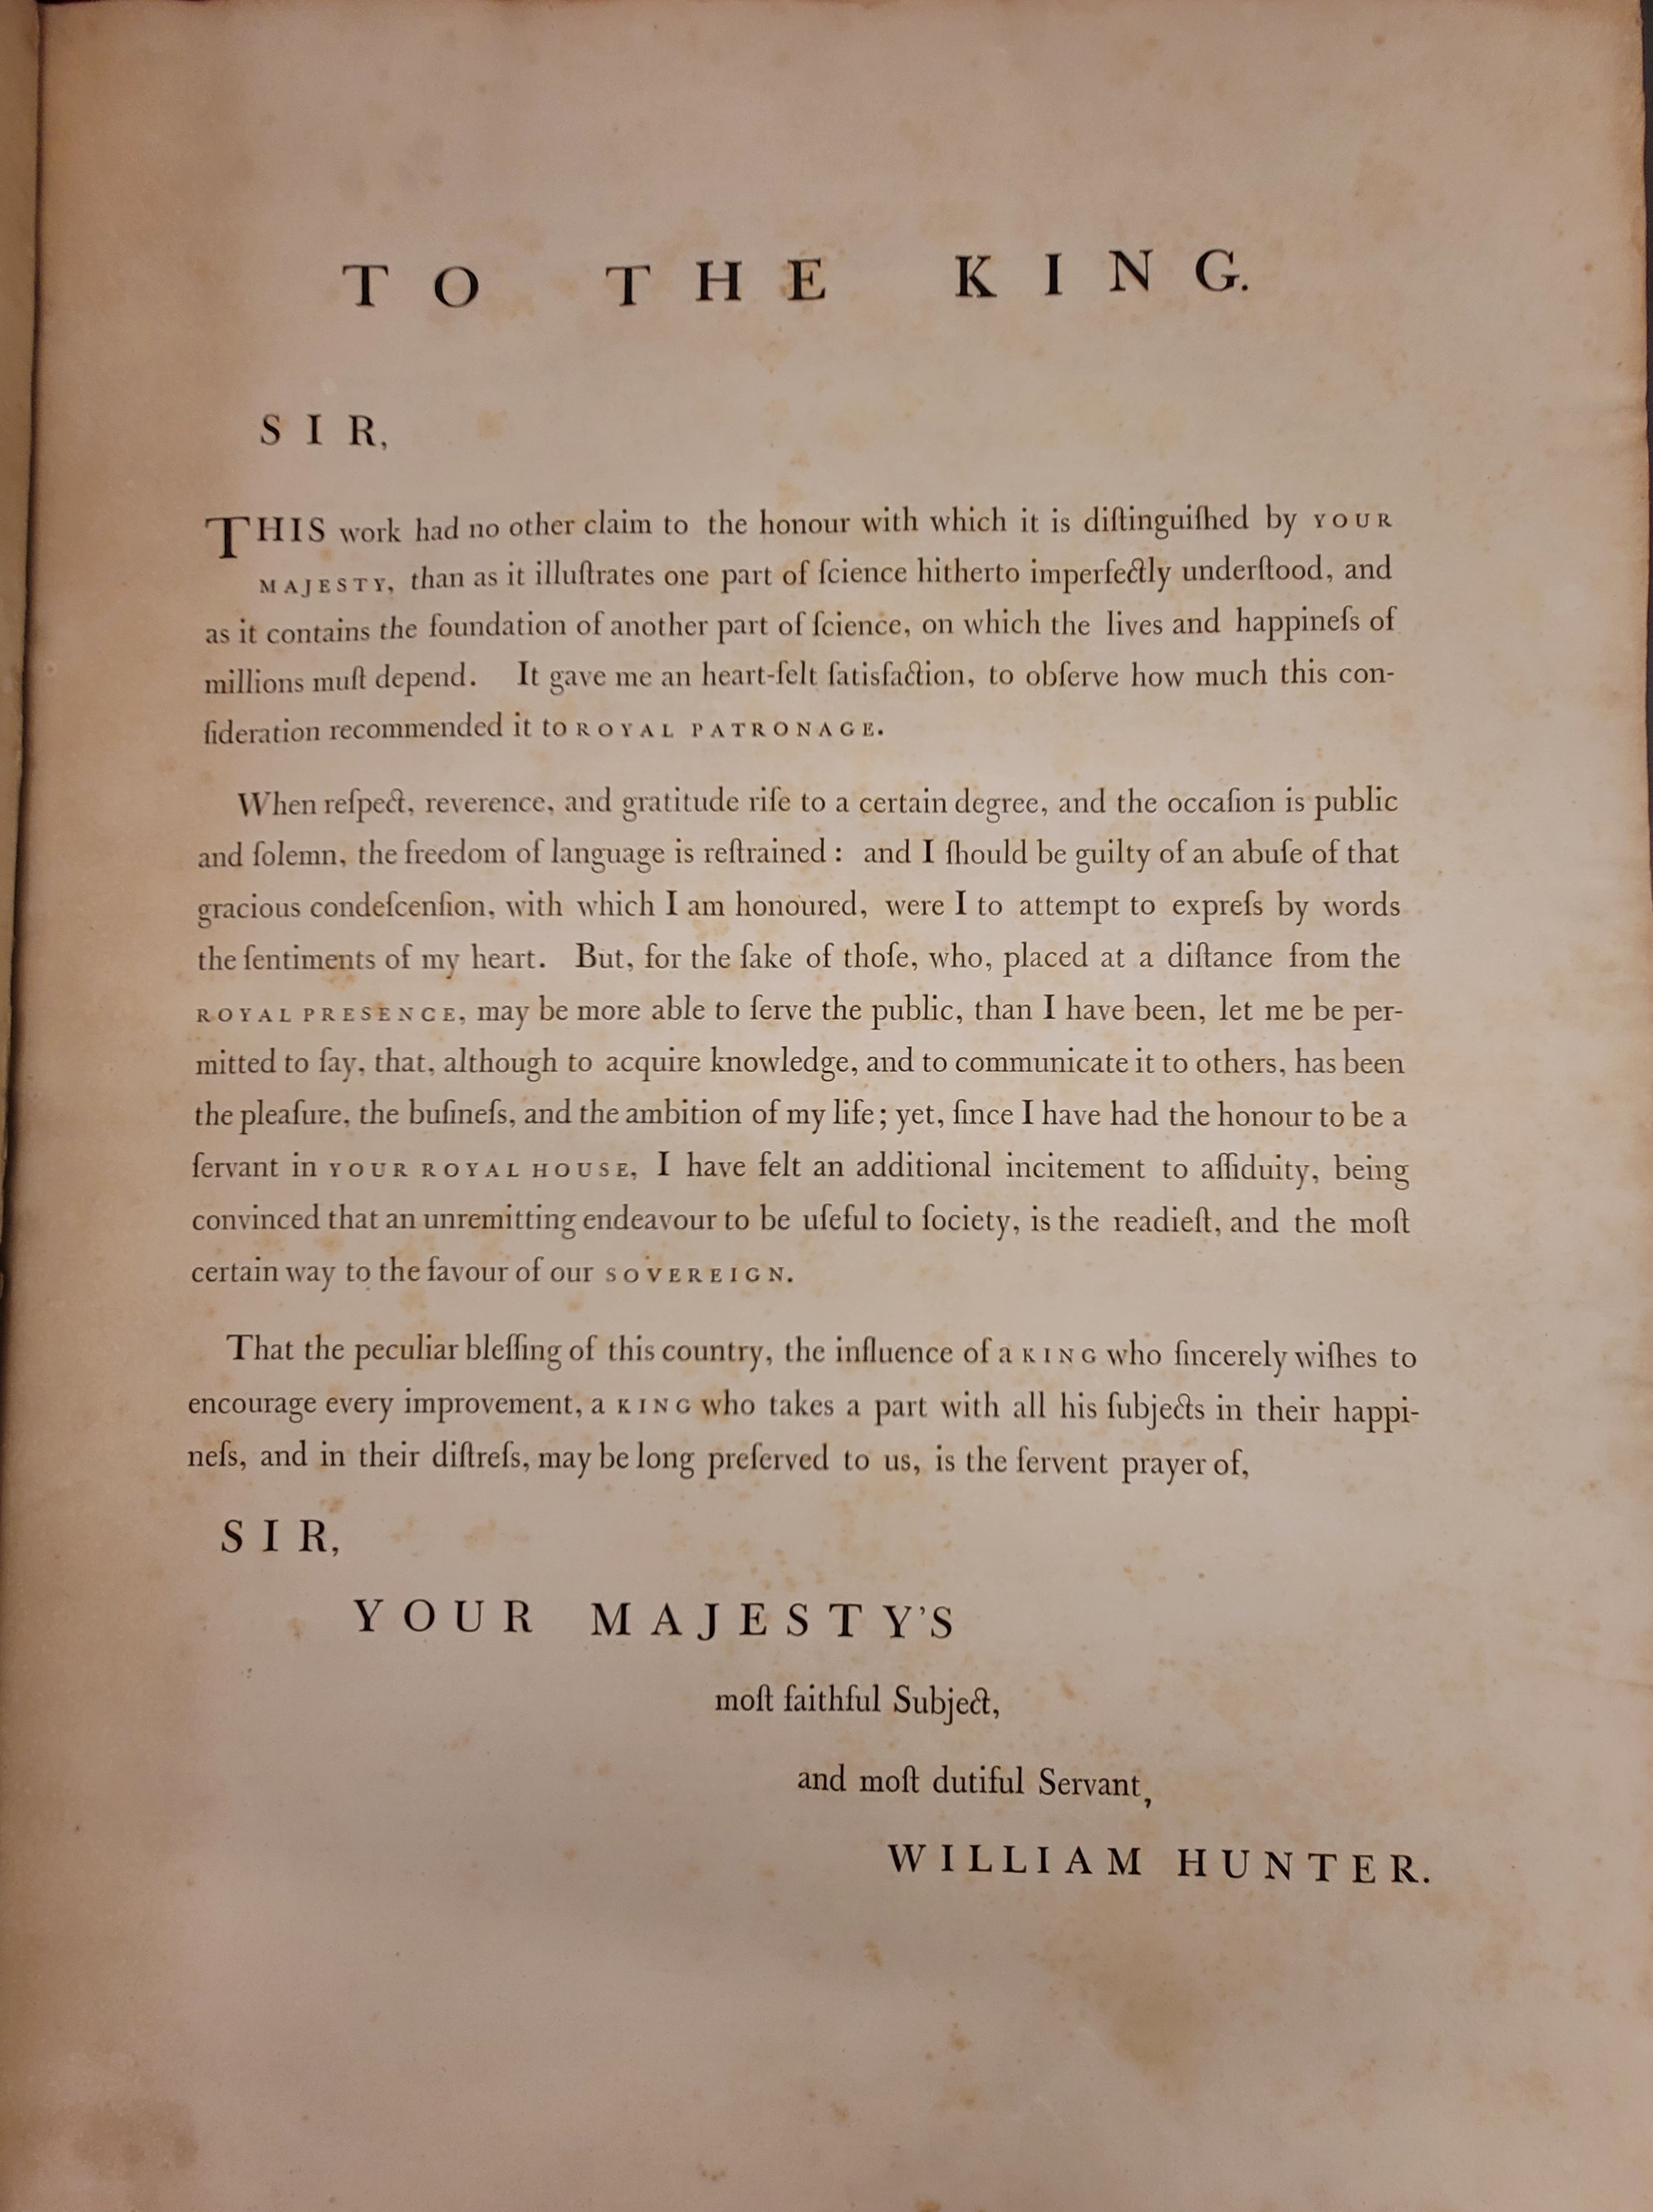 TO THE KING.
SIR,
THIS work had no other claim to the honour with which it is diſtinguiſhed by YOUR
MAJESTY, than as it illuſtrates one part of ſcience hitherto imperfectly underſtood, and
as it contains the foundation of another part of ſcience, on which the lives and happineſs of
millions muſt depend. It gave me an heart-felt ſatisfaction, to obſerve how much this con-
ſideration recommended it to ROYAL PATRONAGE.
When reſpect, reverence, and gratitude riſe to a certain degree, and the occaſion is public
and ſolemn, the freedom of language is reſtrained : and I ſhould be guilty of an abuſe of that
gracious condeſcenſion, with which I am honoured, were I to attempt to expreſs by words
the ſentiments of my heart. But, for the ſake of thoſe, who, placed at a diſtance from the
ROYAL PRESENCE, may be more able to ſerve the public, than I have been, let me be per-
mitted to ſay, that, although to acquire knowledge, and to communicate it to others, has been
the pleaſure, the buſineſs, and the ambition of my life; yet, ſince I have had the honour to be a
ſervant in YOUR ROYAL HOUSE, I have felt an additional incitement to aſſiduity, being
convinced that an unremitting endeavour to be uſeful to ſociety, is the readieſt, and the moſt
certain way to the favour of our SOVEREIGN.
That the peculiar bleſſing of this country, the influence of a KING who ſincerely wiſhes to
encourage every improvement, a KING who takes a part with all his ſubjects in their happi-
neſs, and in their diſtreſs, may be long preſerved to us, is the fervent prayer of,
SIR,
YOUR MAJESTY'S
moſt faithful Subject,
and moſt dutiful Servant,
WILLIAM HUNTER.